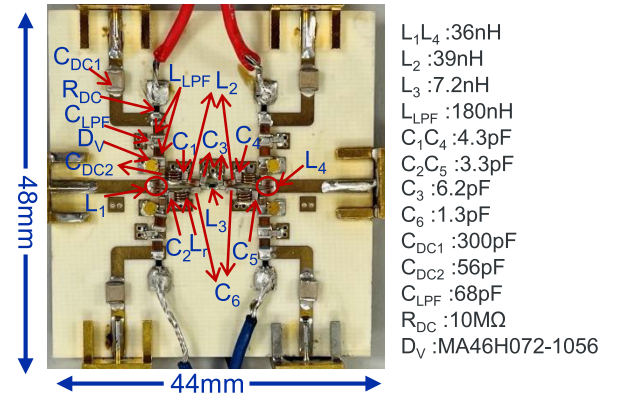 C_DC1
R_DC
C_LPF
D_V
C_DC2
L_1
L_LPF
L_2
C_1
C_3
C_4
L_4
C_2
L_r
L_3
C_5
C_6
48mm
44mm
L_1L_4 :36nH
L_2 :39nH
L_3 :7.2nH
L_LPF :180nH
C_1C_4 :4.3pF
C_2C_5 :3.3pF
C_3 :6.2pF
C_6 :1.3pF
C_DC1 :300pF
C_DC2 :56pF
C_LPF :68pF
R_DC :10MΩ
D_V :MA46H072-1056